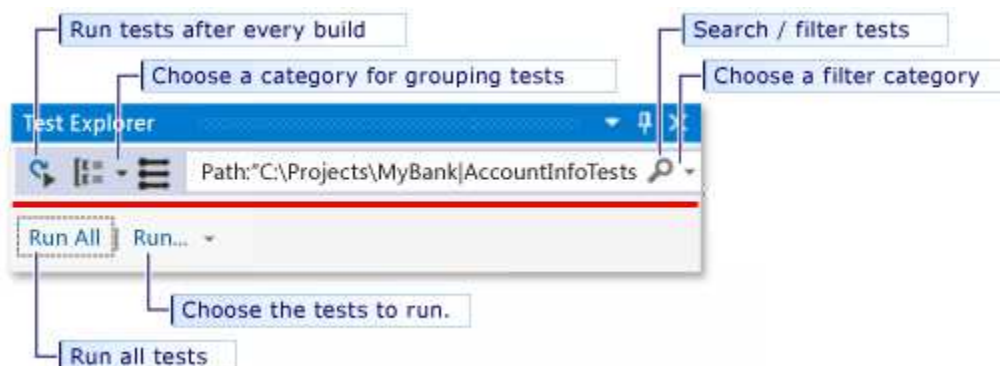 Run tests after every build
Search / filter tests
Choose a category for grouping tests
Choose a filter category
Test Explorer
Path:"C:\Projects\MyBank|AccountInfoTests
Run All | Run...
Choose the tests to run.
Run all tests